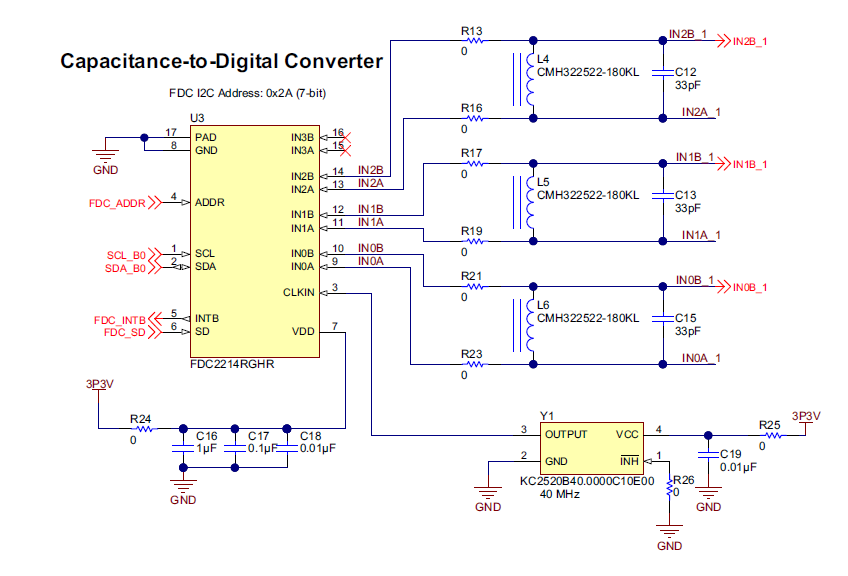 Capacitance-to-Digital Converter
FDC I2C Address: 0x2A (7-bit)
U3
17 PAD
8 GND
GND
FDC_ADDR 4 ADDR
SCL_B0 1 SCL
SDA_B0 2 SDA
FDC_INTB 5 INTB
FDC_SD 6 SD
IN3B 16
IN3A 15
IN2B 14 IN2B
IN2A 13 IN2A
IN1B 12 IN1B
IN1A 11 IN1A
IN0B 10 IN0B
IN0A 9 IN0A
CLKIN 3
VDD 7
FDC2214RGHR
R13
0
IN2B_1 IN2B_1
L4
CMH322522-180KL
C12
33pF
R16
0
IN2A_1
R17
0
IN1B_1 IN1B_1
L5
CMH322522-180KL
C13
33pF
R19
0
IN1A_1
R21
0
IN0B_1 IN0B_1
L6
CMH322522-180KL
C15
33pF
R23
0
IN0A_1
3P3V
R24
0
C16
1µF
C17
0.1µF
C18
0.01µF
GND
Y1
3 OUTPUT VCC 4
2 GND INH 1
KC2520B40.0000C10E00
40 MHz
GND
R26
0
GND
C19
0.01µF
GND
R25
0
3P3V